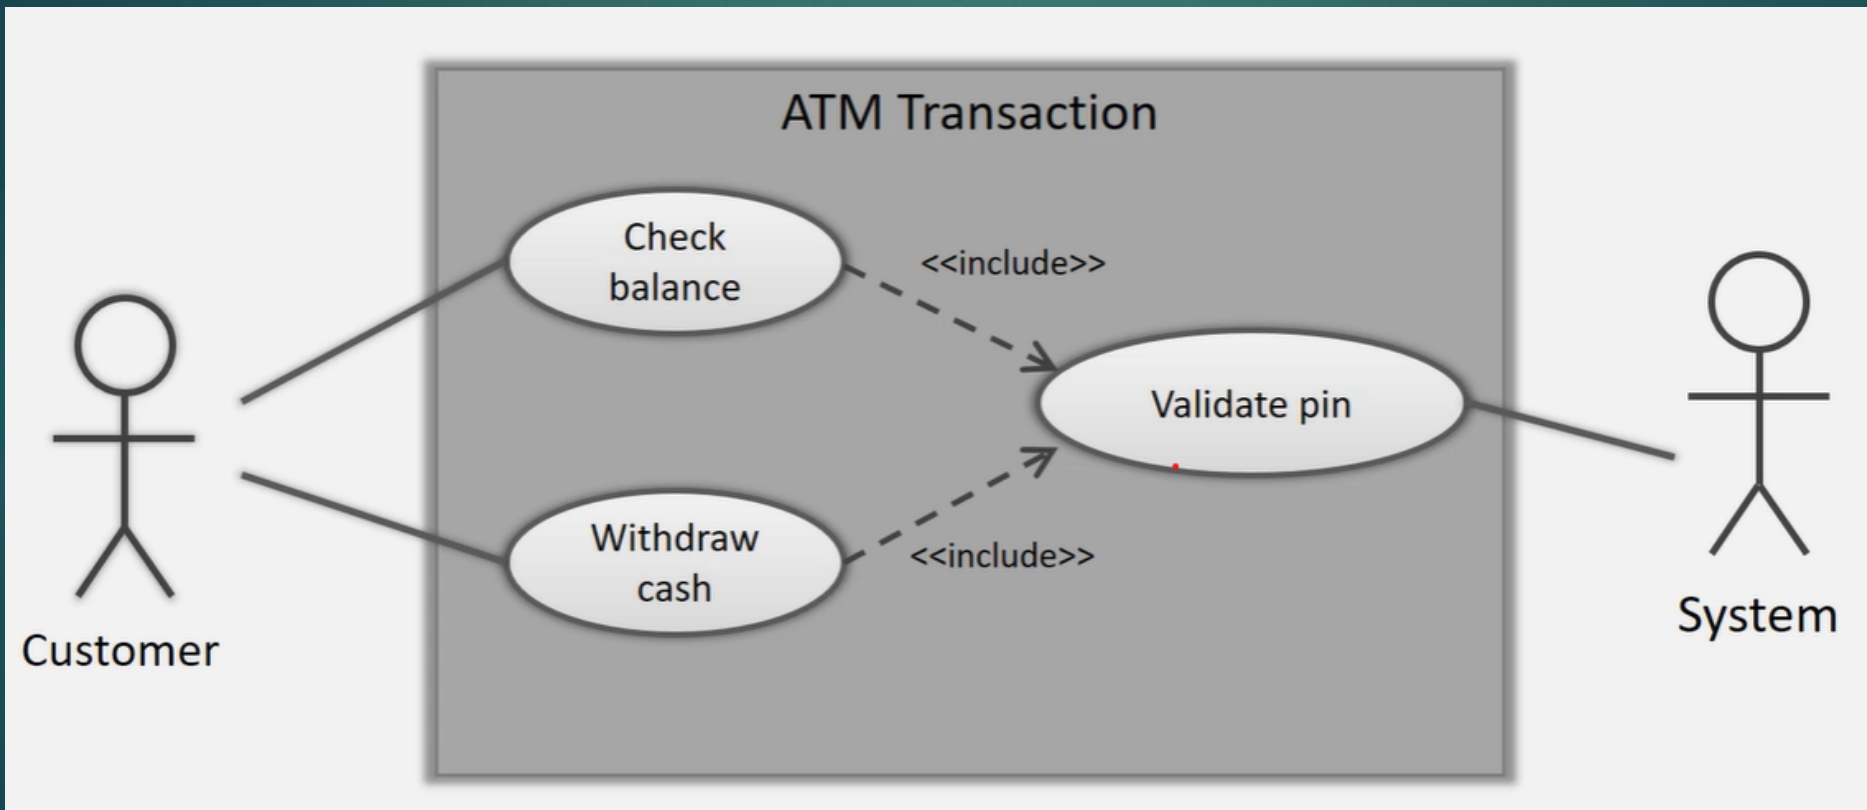 ATM Transaction
Check
balance
<<include>>
Validate pin
Withdraw
cash
<<include>>
Customer
System